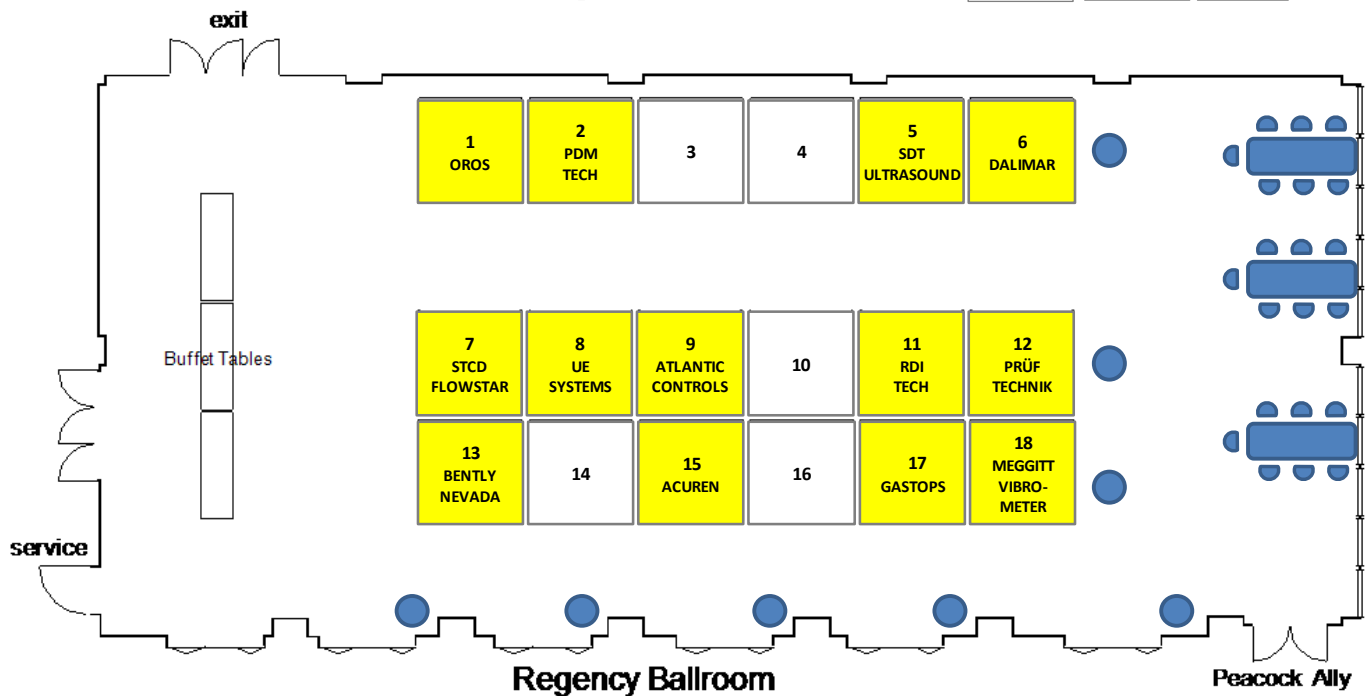 exit
1
OROS
2
PDM
TECH
3
4
5
SDT
ULTRASOUND
6
DALIMAR
Buffet Tables
7
STCD
FLOWSTAR
8
UE
SYSTEMS
9
ATLANTIC
CONTROLS
10
11
RDI
TECH
12
PRÜF
TECHNIK
13
BENTLY
NEVADA
14
15
ACUREN
16
17
GASTOPS
18
MEGGITT
VIBRO-
METER
service
Regency Ballroom
Peacock Ally